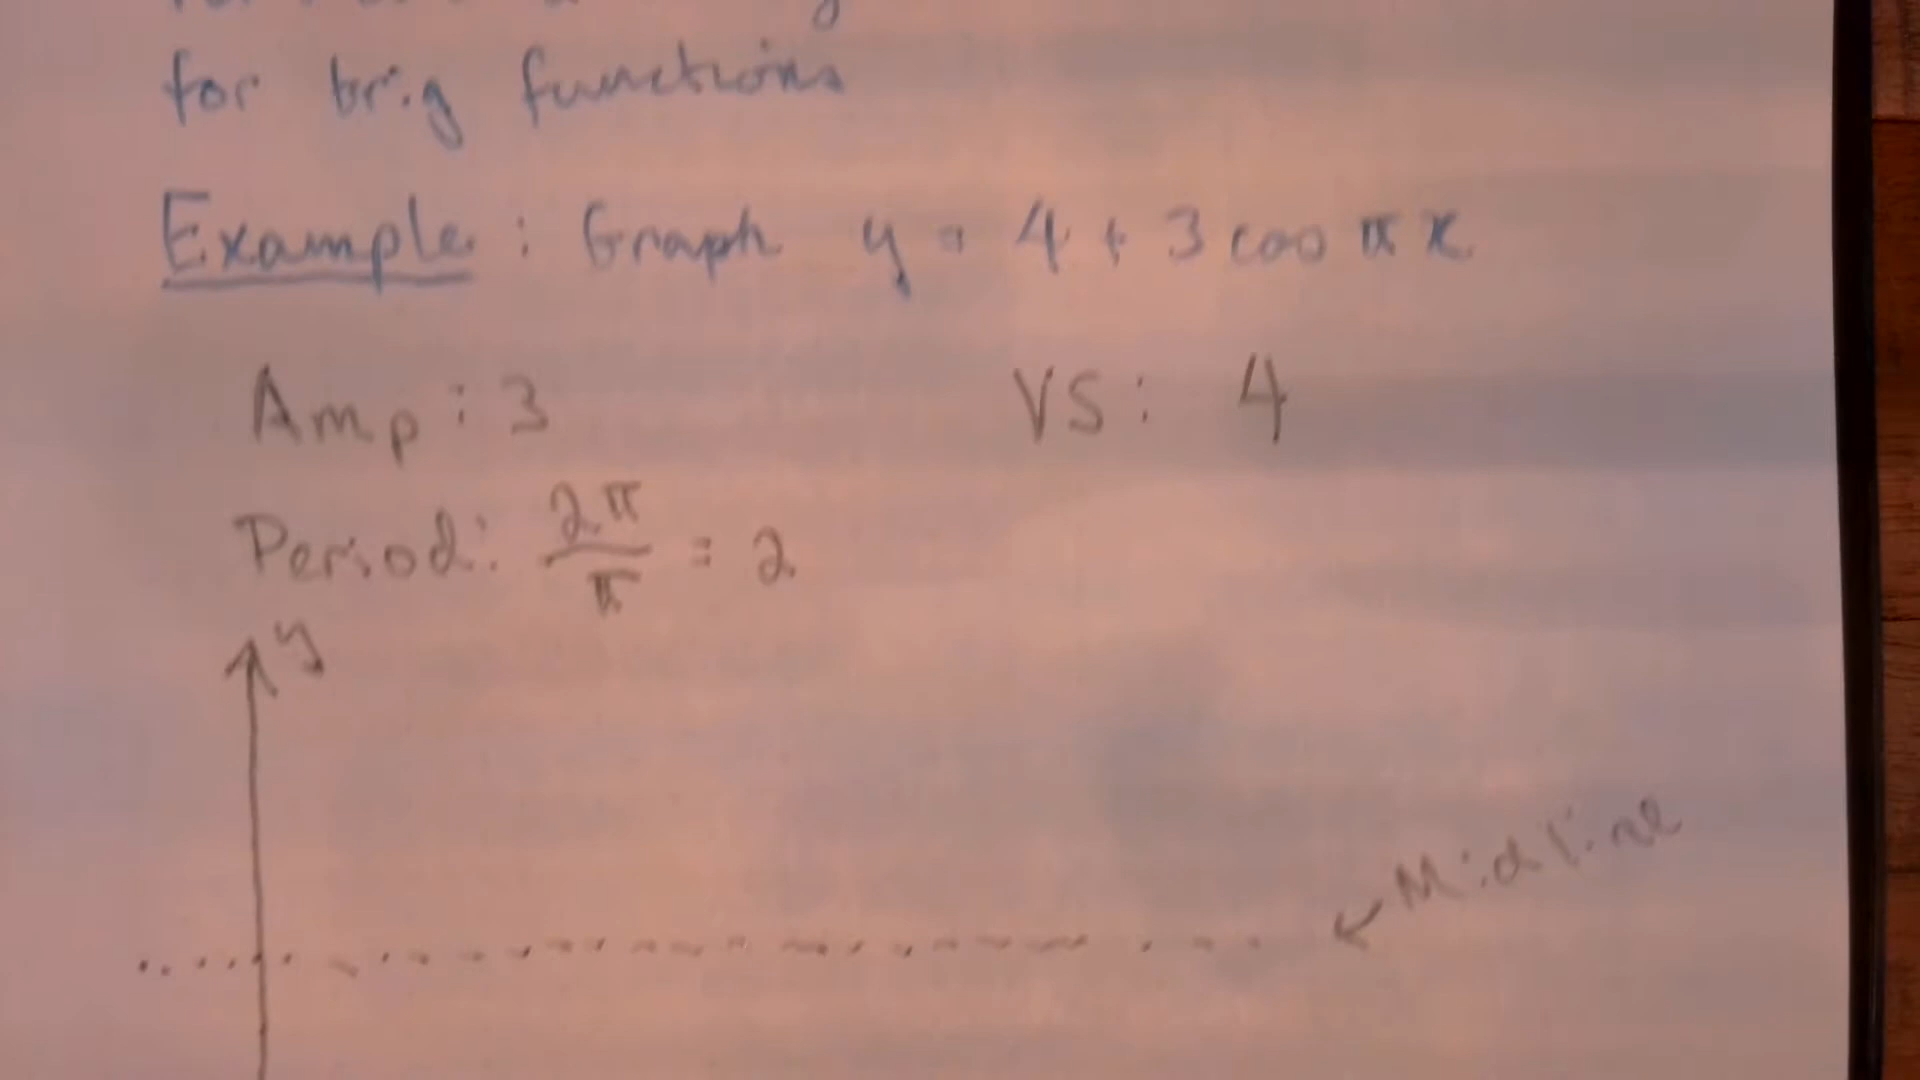 for trig functions
Example: Graph y = 4 + 3 cos πx
Amp: 3 VS: 4
Period: 2π/π = 2
y
Midline